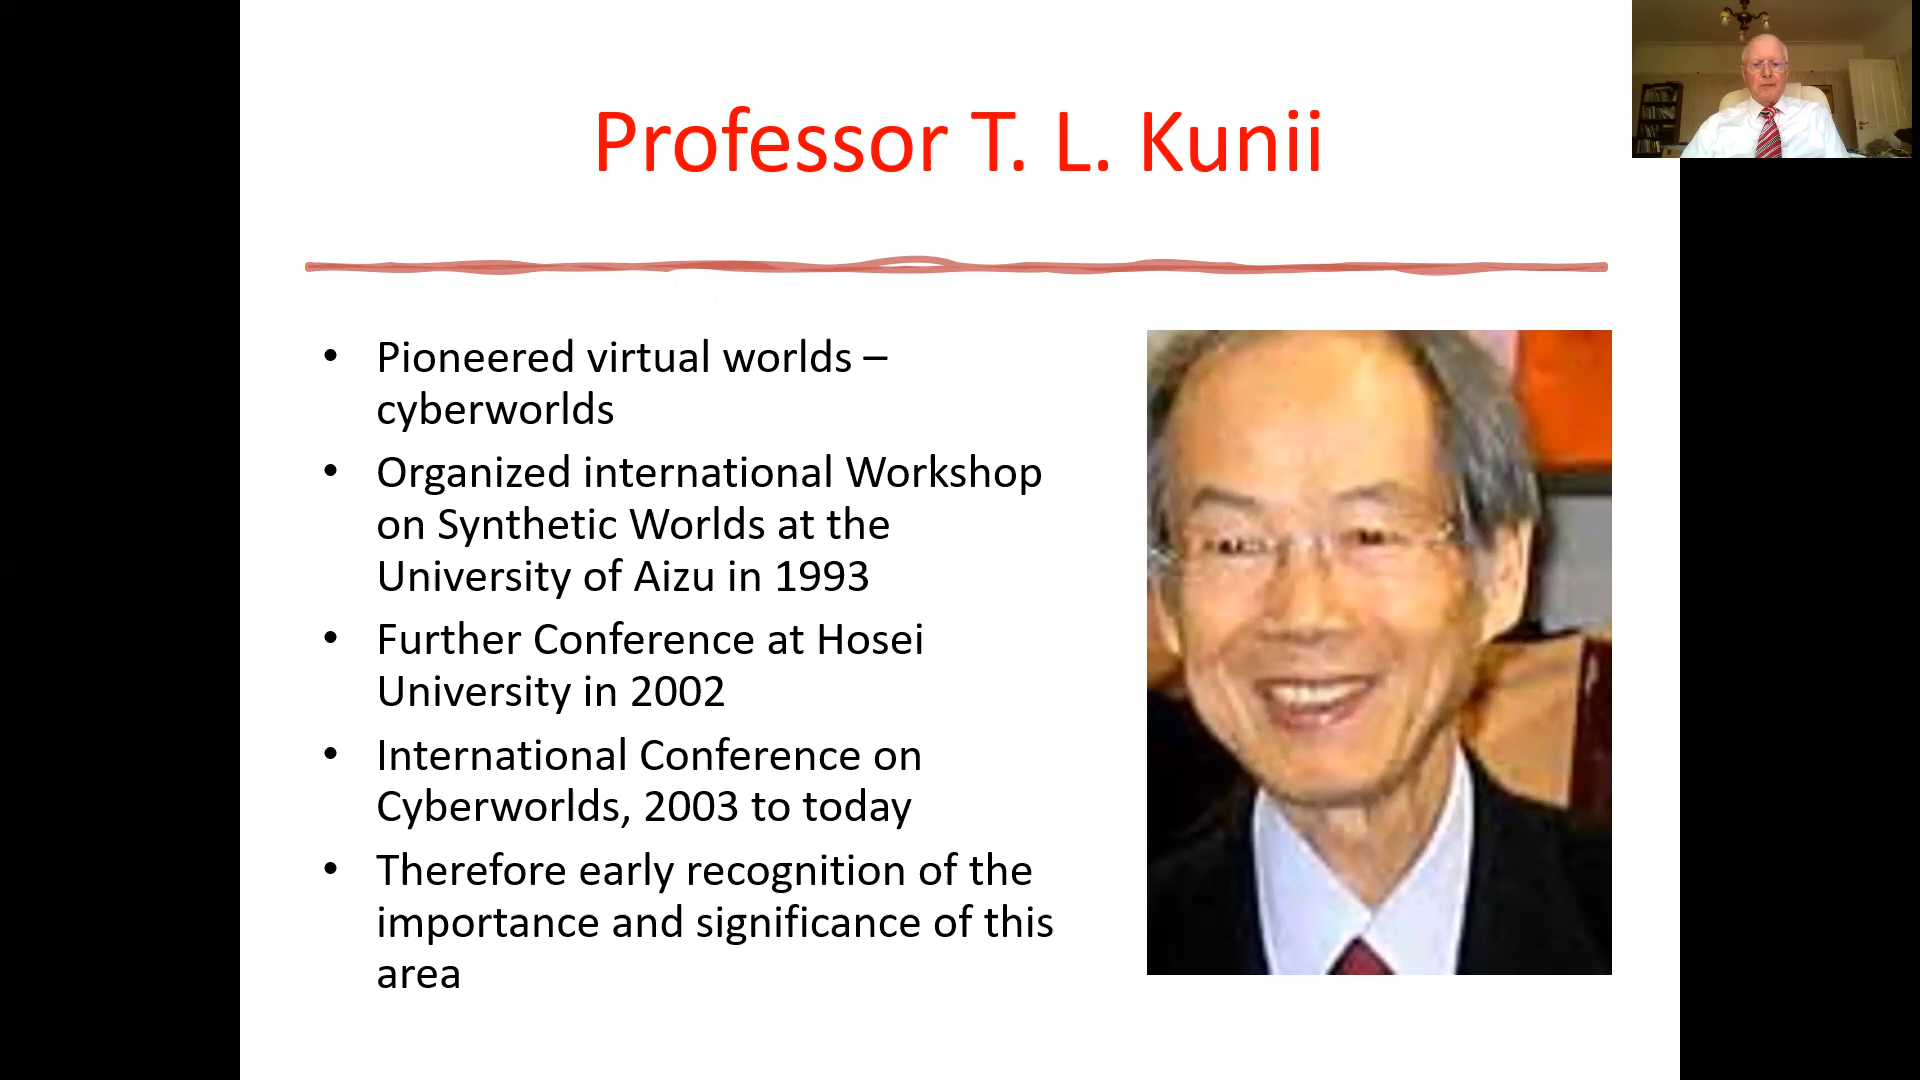 Professor T. L. Kunii
• Pioneered virtual worlds –
cyberworlds
• Organized international Workshop
on Synthetic Worlds at the
University of Aizu in 1993
• Further Conference at Hosei
University in 2002
• International Conference on
Cyberworlds, 2003 to today
• Therefore early recognition of the
importance and significance of this
area